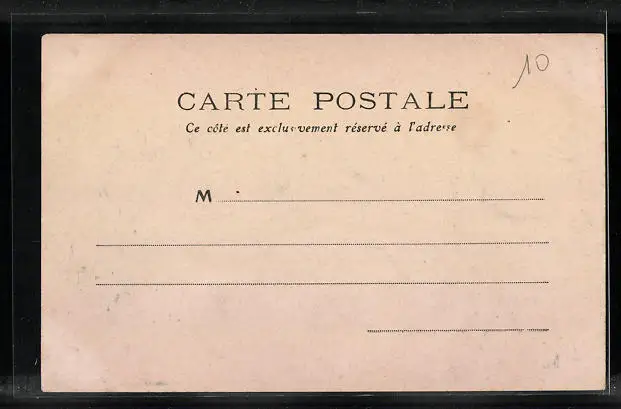 10
CARTE POSTALE
Ce côté est exclusivement réservé à l'adresse
M